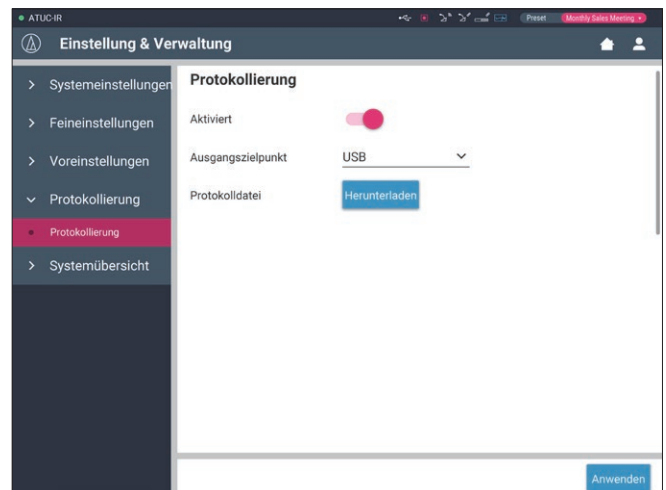 ATUC-IR
Preset
Monthly Sales Meeting
Einstellung & Verwaltung
Systemeinstellungen
Feineinstellungen
Voreinstellungen
Protokollierung
Protokollierung
Systemübersicht
Protokollierung
Aktiviert
Ausgangszielpunkt USB
Protokolldatei Herunterladen
Anwenden